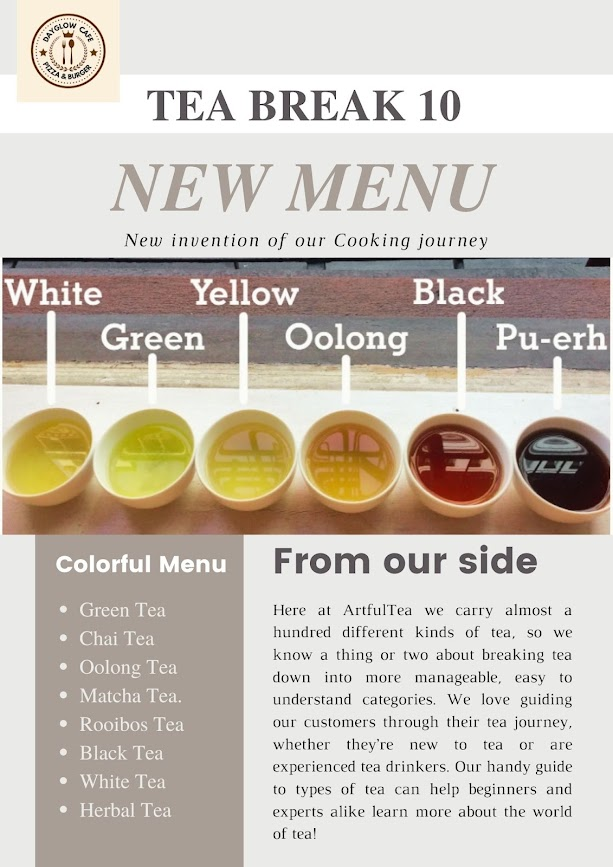 DAYGLOW CAFE
PIZZA & BURGER
TEA BREAK 10
NEW MENU
New invention of our Cooking journey
White
Yellow
Black
Green
Oolong
Pu-erh
Colorful Menu
• Green Tea
• Chai Tea
• Oolong Tea
• Matcha Tea.
• Rooibos Tea
• Black Tea
• White Tea
• Herbal Tea
From our side
Here at ArtfulTea we carry almost a
hundred different kinds of tea, so we
know a thing or two about breaking tea
down into more manageable, easy to
understand categories. We love guiding
our customers through their tea journey,
whether they're new to tea or are
experienced tea drinkers. Our handy guide
to types of tea can help beginners and
experts alike learn more about the world
of tea!